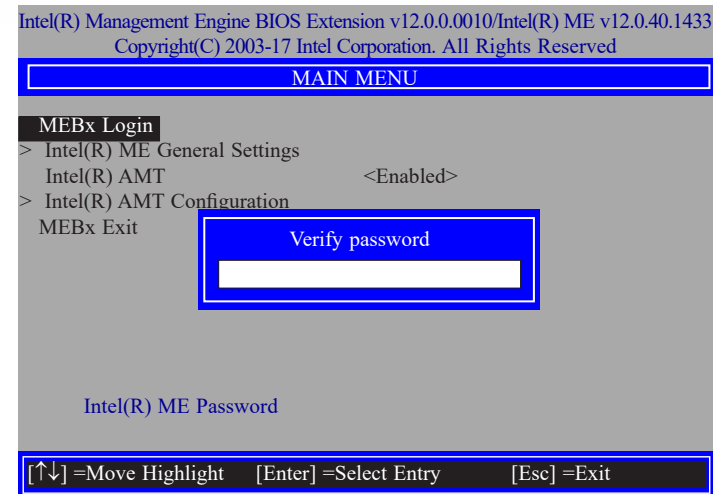 Intel(R) Management Engine BIOS Extension v12.0.0.0010/Intel(R) ME v12.0.40.1433
Copyright(C) 2003-17 Intel Corporation. All Rights Reserved
MAIN MENU
MEBx Login
> Intel(R) ME General Settings
Intel(R) AMT <Enabled>
> Intel(R) AMT Configuration
MEBx Exit
Verify password
Intel(R) ME Password
[↑↓] =Move Highlight [Enter] =Select Entry [Esc] =Exit